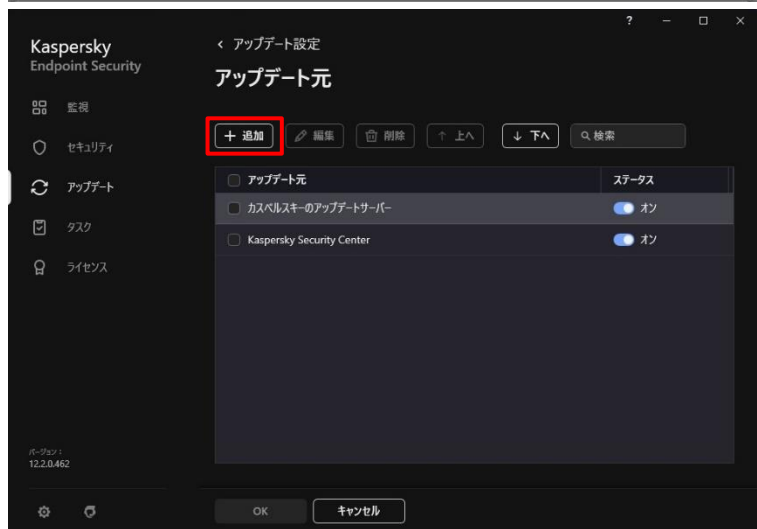 ?
Kaspersky
Endpoint Security
監視
セキュリティ
アップデート
タスク
ライセンス
バージョン :
12.2.0.462
< アップデート設定
アップデート元
+ 追加
編集
削除
↑ 上へ
↓ 下へ
検索
アップデート元 ステータス
カスペルスキーのアップデートサーバー オン
Kaspersky Security Center オン
OK
キャンセル